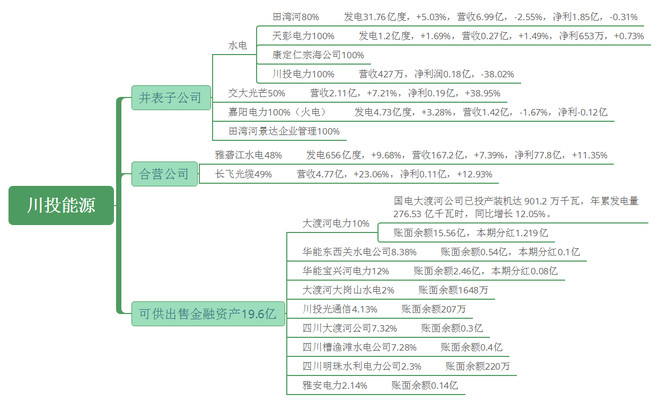 川投能源
并表子公司
水电
田湾河80% 发电31.76亿度，+5.03%，营收6.99亿，-2.55%，净利1.85亿，-0.31%
天彭电力100% 发电1.2亿度，+1.69%，营收0.27亿，+1.49%，净利653万，+0.73%
康定仁宗海公司100%
川投电力100% 营收427万，净利润0.18亿，-38.02%
交大光芒50% 营收2.11亿，+7.21%，净利0.19亿，+38.95%
嘉阳电力100%（火电） 发电4.73亿度，+3.28%，营收1.42亿，-1.67%，净利-0.12亿
田湾河景达企业管理100%
合营公司
雅砻江水电48% 发电656亿度，+9.68%，营收167.2亿，+7.39%，净利77.8亿，+11.35%
长飞光缆49% 营收4.77亿，+23.06%，净利0.11亿，+12.93%
可供出售金融资产19.6亿
大渡河电力10%
国电大渡河公司已投产装机达 901.2 万千瓦，年累发电量
276.53 亿千瓦时，同比增长 12.05%。
账面余额15.56亿，本期分红1.219亿
华能东西关水电公司8.38% 账面余额0.54亿，本期分红0.1亿
华能宝兴河电力12% 账面余额2.46亿，本期分红0.08亿
大渡河大岗山水电2% 账面余额1648万
川投光通信4.13% 账面余额207万
四川大渡河公司7.32% 账面余额0.3亿
四川槽渔滩水电公司7.28% 账面余额0.4亿
四川明珠水利电力公司2.3% 账面余额220万
雅安电力2.14% 账面余额0.14亿